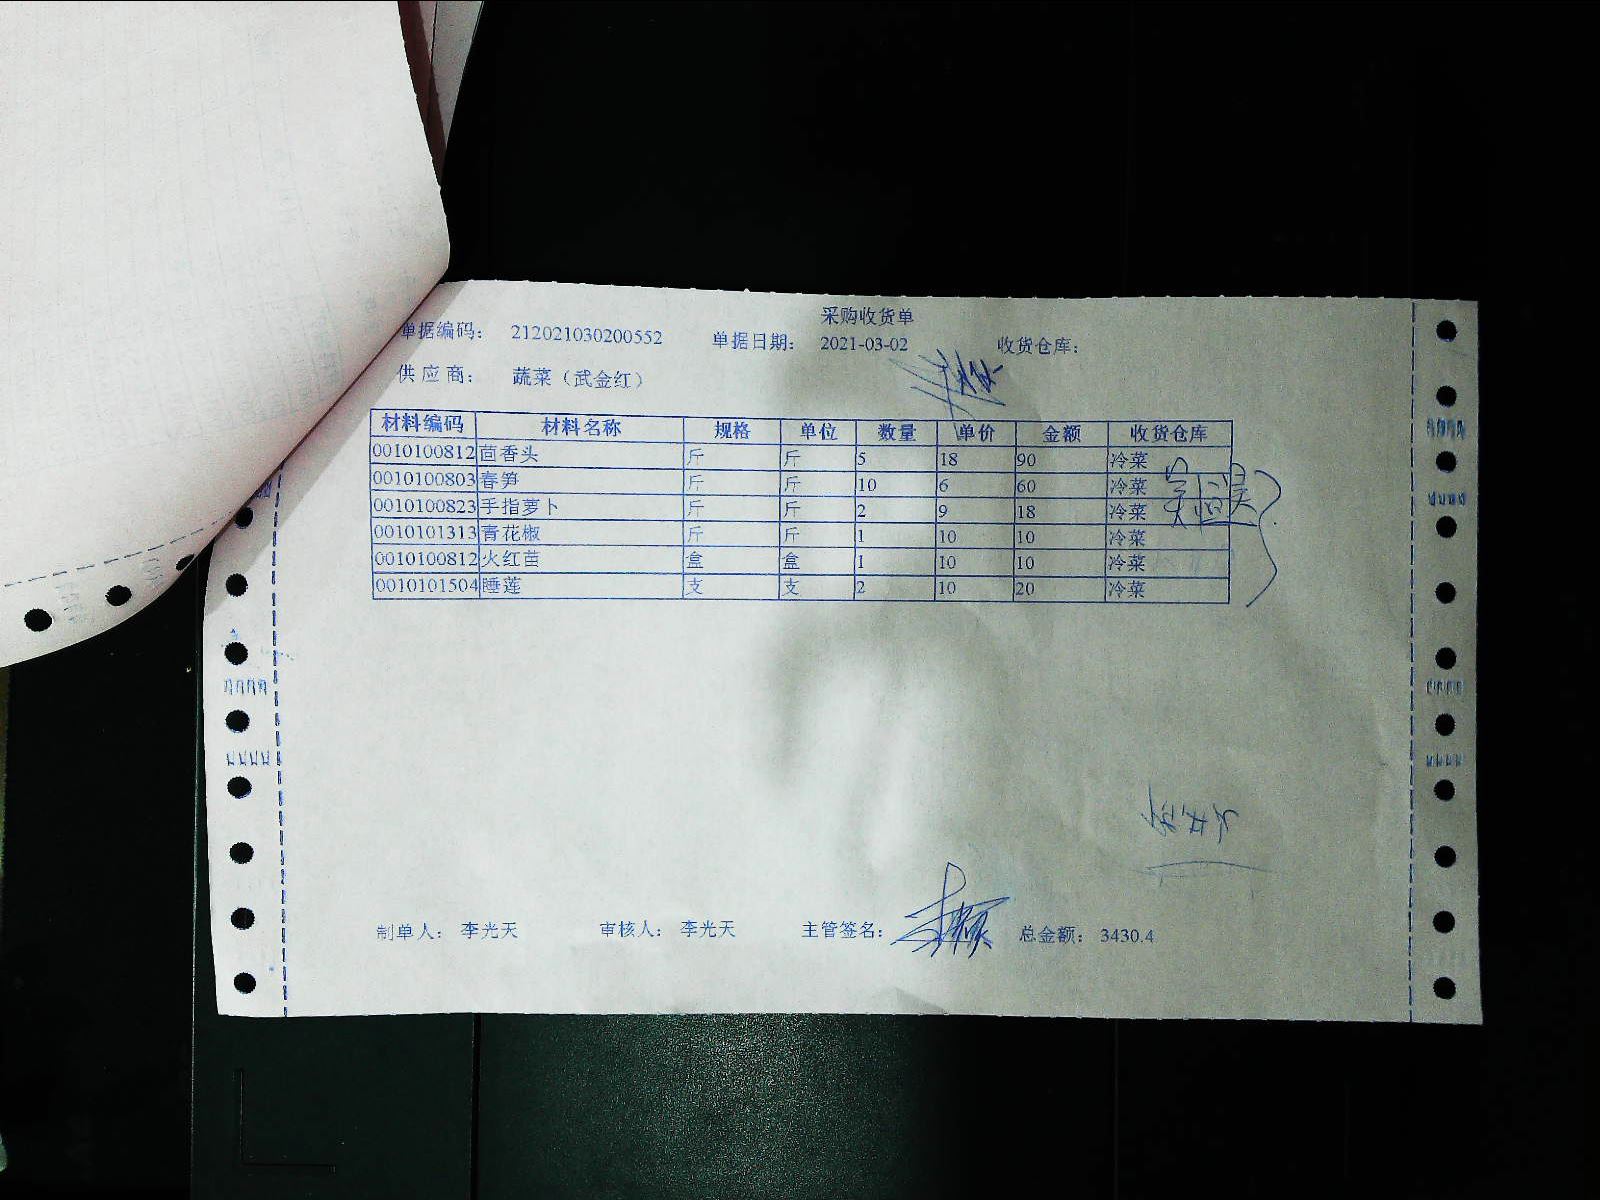 采购收货单
单据编码： 212021030200552 单据日期： 2021-03-02 收货仓库：
供应商： 蔬菜（武金红）
材料编码 材料名称 规格 单位 数量 单价 金额 收货仓库
0010100812 茴香头 斤 斤 5 18 90 冷菜
0010100803 春笋 斤 斤 10 6 60 冷菜
0010100823 手指萝卜 斤 斤 2 9 18 冷菜
0010101313 青花椒 斤 斤 1 10 10 冷菜
0010100812 火红苗 盒 盒 1 10 10 冷菜
0010101504 睡莲 支 支 2 10 20 冷菜
制单人： 李光天 审核人： 李光天 主管签名： 总金额： 3430.4